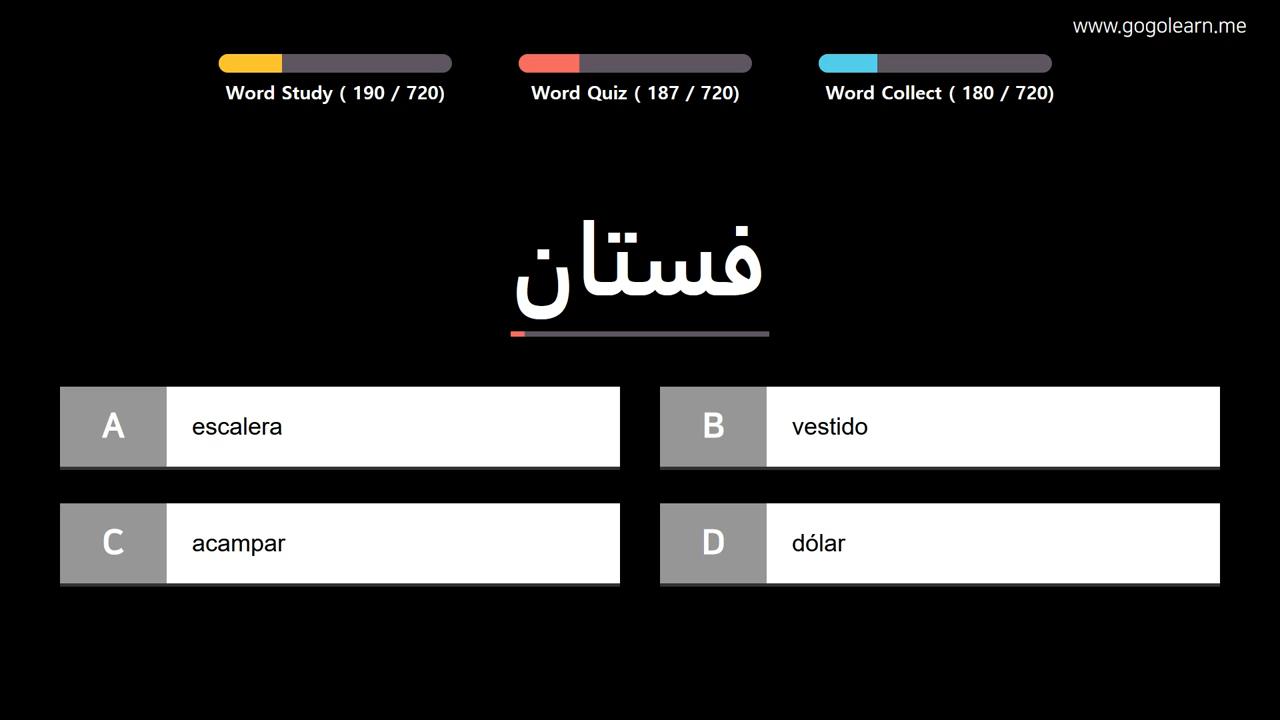 www.gogolearn.me
Word Study ( 190 / 720)
Word Quiz ( 187 / 720)
Word Collect ( 180 / 720)
فستان
A escalera
B vestido
C acampar
D dólar